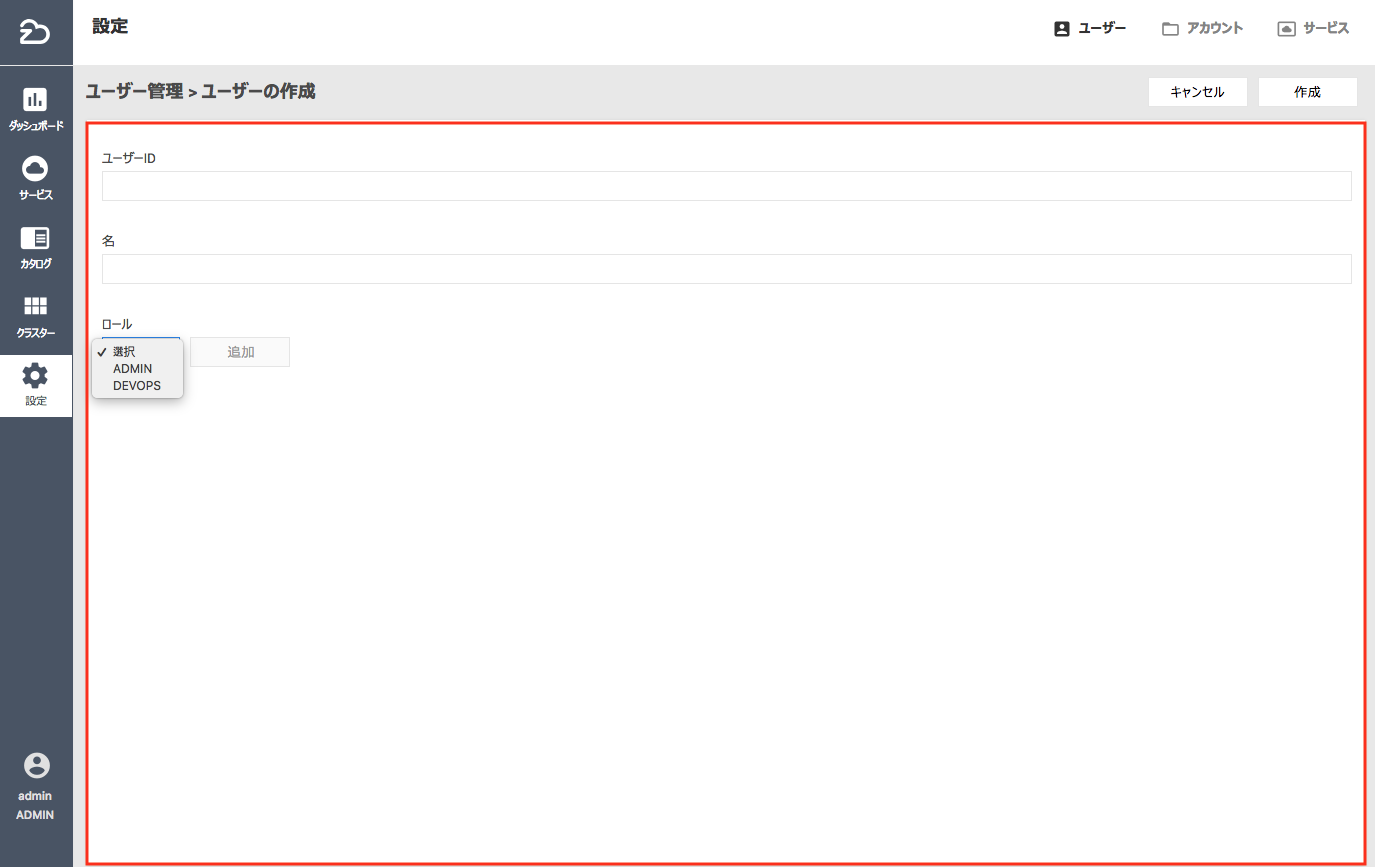 設定
ユーザー
アカウント
サービス
ダッシュボード
サービス
カタログ
クラスター
設定
admin
ADMIN
ユーザー管理 > ユーザーの作成
キャンセル
作成
ユーザーID
名
ロール
✓ 選択
ADMIN
DEVOPS
追加